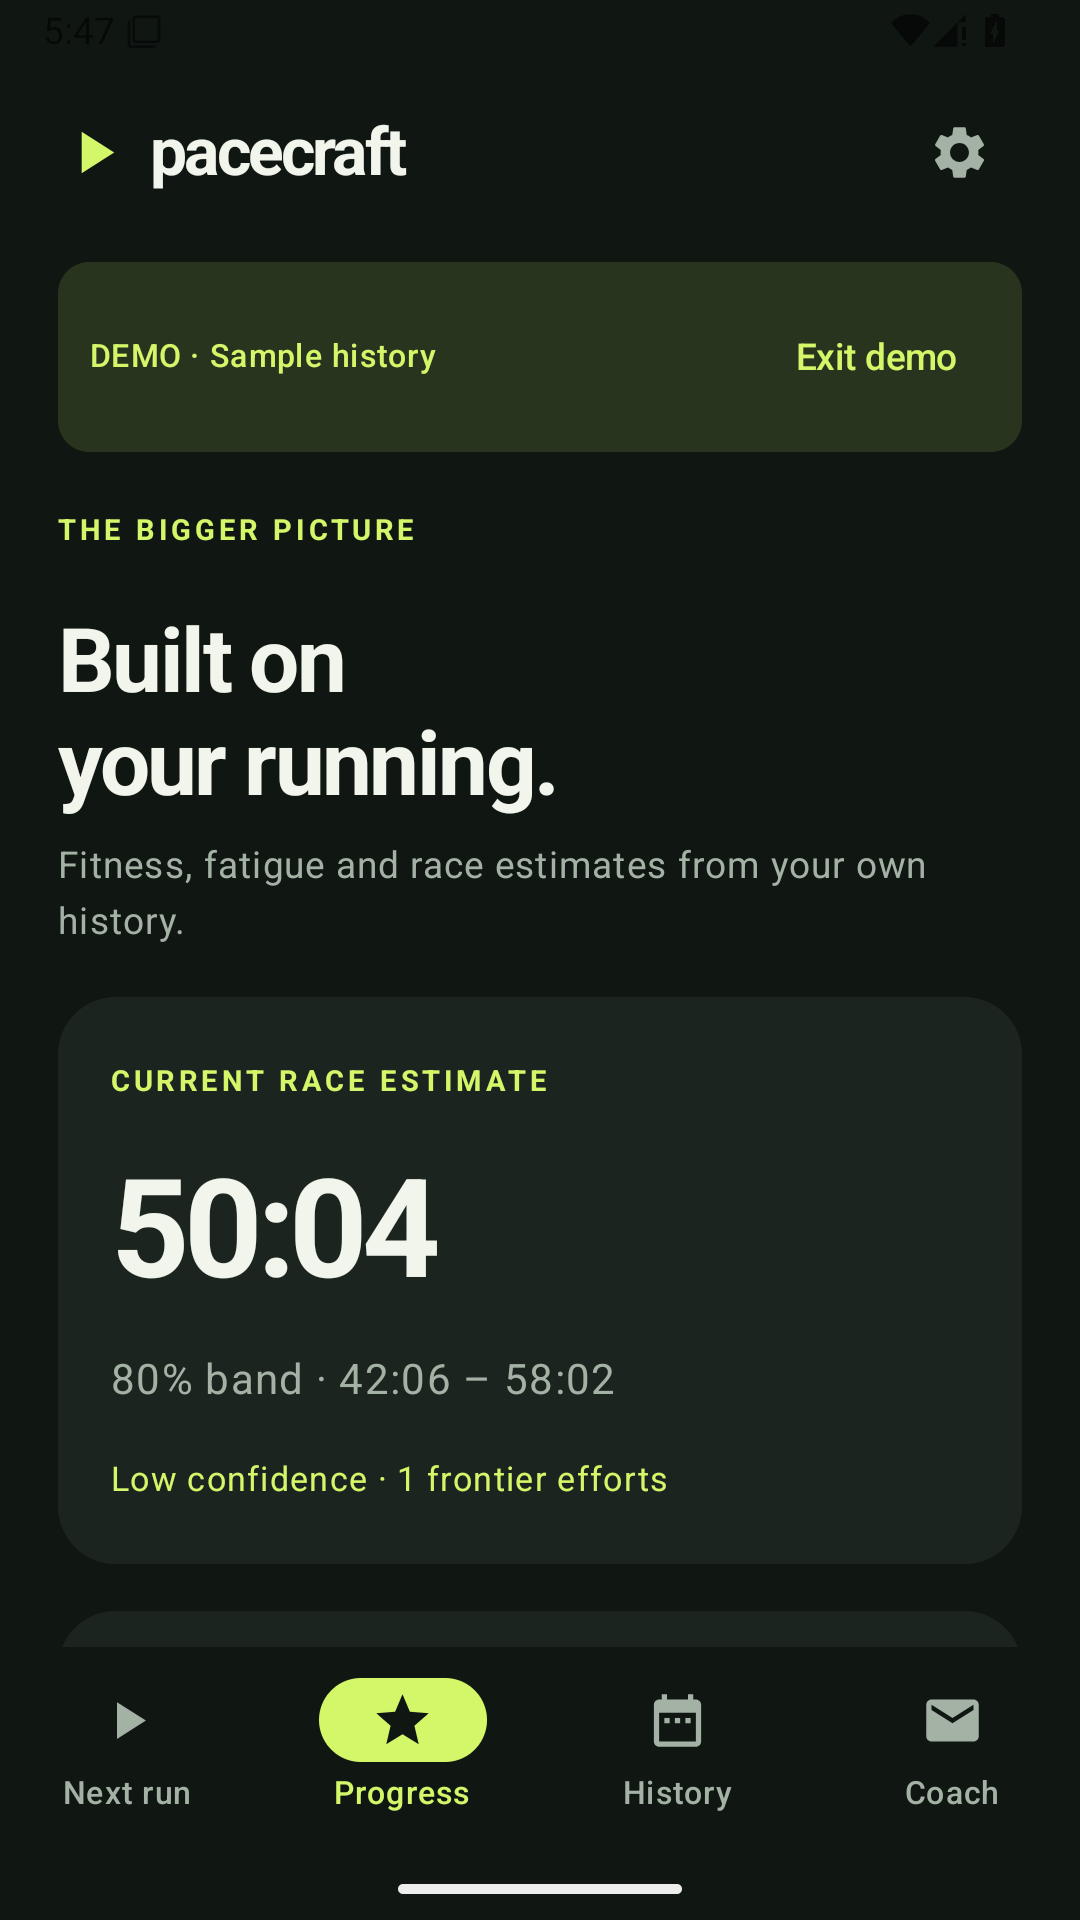 5:47
pacecraft
DEMO · Sample history
Exit demo
THE BIGGER PICTURE
Built on
your running.
Fitness, fatigue and race estimates from your own
history.
CURRENT RACE ESTIMATE
50:04
80% band · 42:06 – 58:02
Low confidence · 1 frontier efforts
Next run
Progress
History
Coach